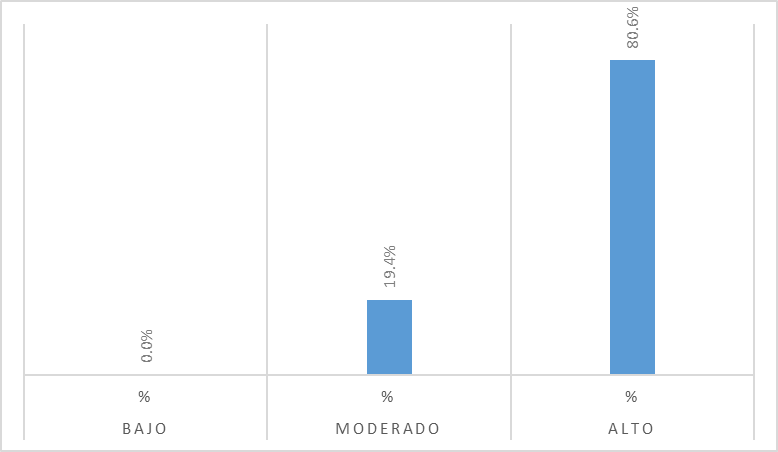 80.6%
19.4%
0.0%
% % %
BAJO MODERADO ALTO